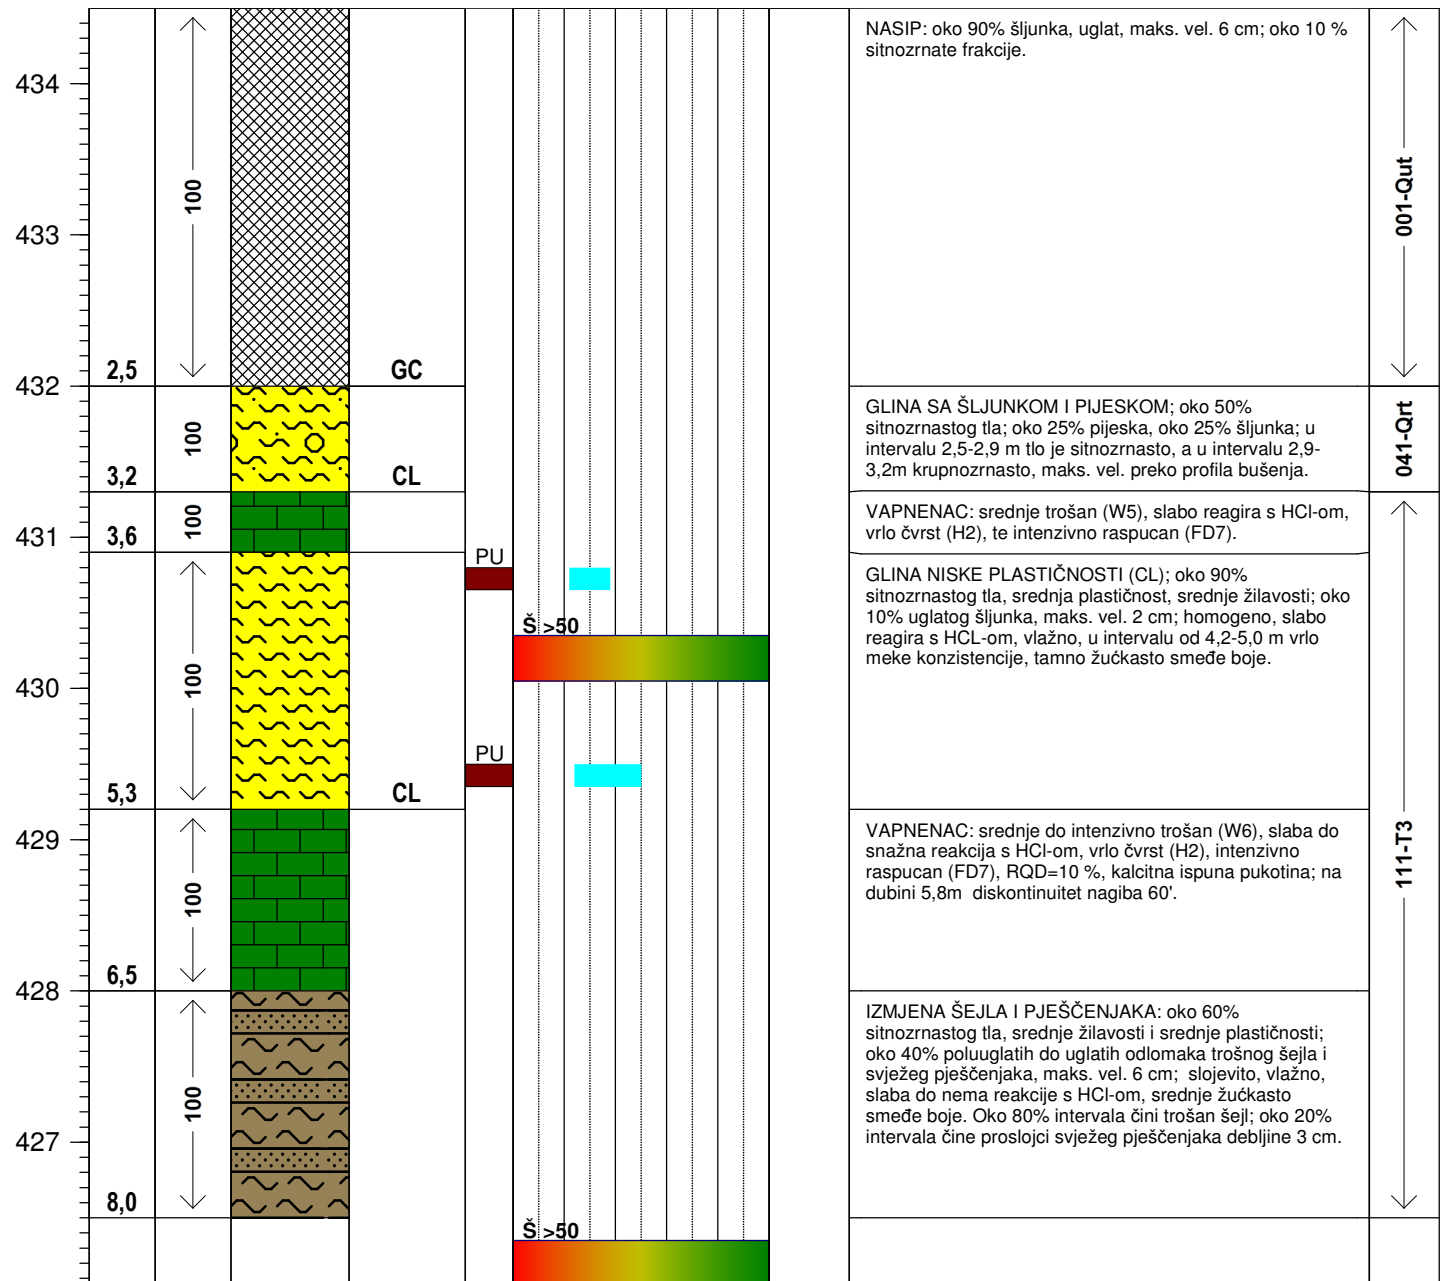 NASIP: oko 90% šljunka, uglat, maks. vel. 6 cm; oko 10 %
sitnozrnate frakcije.
434
100
001-Qut
433
2,5
GC
432
GLINA SA ŠLJUNKOM I PIJESKOM; oko 50%
sitnozrnastog tla; oko 25% pijeska, oko 25% šljunka; u
intervalu 2,5-2,9 m tlo je sitnozrnasto, a u intervalu 2,9-
3,2m krupnozrnasto, maks. vel. preko profila bušenja.
100
041-Qrt
3,2
CL
VAPNENAC: srednje trošan (W5), slabo reagira s HCl-om,
vrlo čvrst (H2), te intenzivno raspucan (FD7).
100
3,6
431
PU
GLINA NISKE PLASTIČNOSTI (CL); oko 90%
sitnozrnastog tla, srednja plastičnost, srednje žilavosti; oko
10% uglatog šljunka, maks. vel. 2 cm; homogeno, slabo
reagira s HCL-om, vlažno, u intervalu od 4,2-5,0 m vrlo
meke konzistencije, tamno žućkasto smeđe boje.
Š >50
430
100
PU
5,3
CL
429
VAPNENAC: srednje do intenzivno trošan (W6), slaba do
snažna reakcija s HCl-om, vrlo čvrst (H2), intenzivno
raspucan (FD7), RQD=10 %, kalcitna ispuna pukotina; na
dubini 5,8m  diskontinuitet nagiba 60'.
111-T3
100
6,5
428
IZMJENA ŠEJLA I PJEŠČENJAKA: oko 60%
sitnozrnastog tla, srednje žilavosti i srednje plastičnosti;
oko 40% poluuglatih do uglatih odlomaka trošnog šejla i
svježeg pješčenjaka, maks. vel. 6 cm;  slojevito, vlažno,
slaba do nema reakcije s HCl-om, srednje žućkasto
smeđe boje. Oko 80% intervala čini trošan šejl; oko 20%
intervala čine proslojci svježeg pješčenjaka debljine 3 cm.
100
427
8,0
Š >50